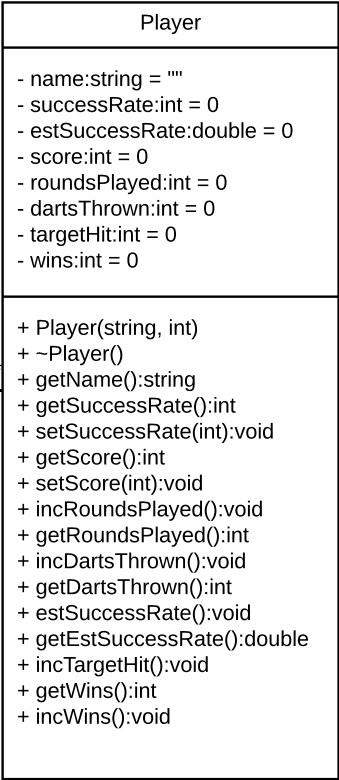 Player
- name:string = ""
- successRate:int = 0
- estSuccessRate:double = 0
- score:int = 0
- roundsPlayed:int = 0
- dartsThrown:int = 0
- targetHit:int = 0
- wins:int = 0
+ Player(string, int)
+ ~Player()
+ getName():string
+ getSuccessRate():int
+ setSuccessRate(int):void
+ getScore():int
+ setScore(int):void
+ incRoundsPlayed():void
+ getRoundsPlayed():int
+ incDartsThrown():void
+ getDartsThrown():int
+ estSuccessRate():void
+ getEstSuccessRate():double
+ incTargetHit():void
+ getWins():int
+ incWins():void